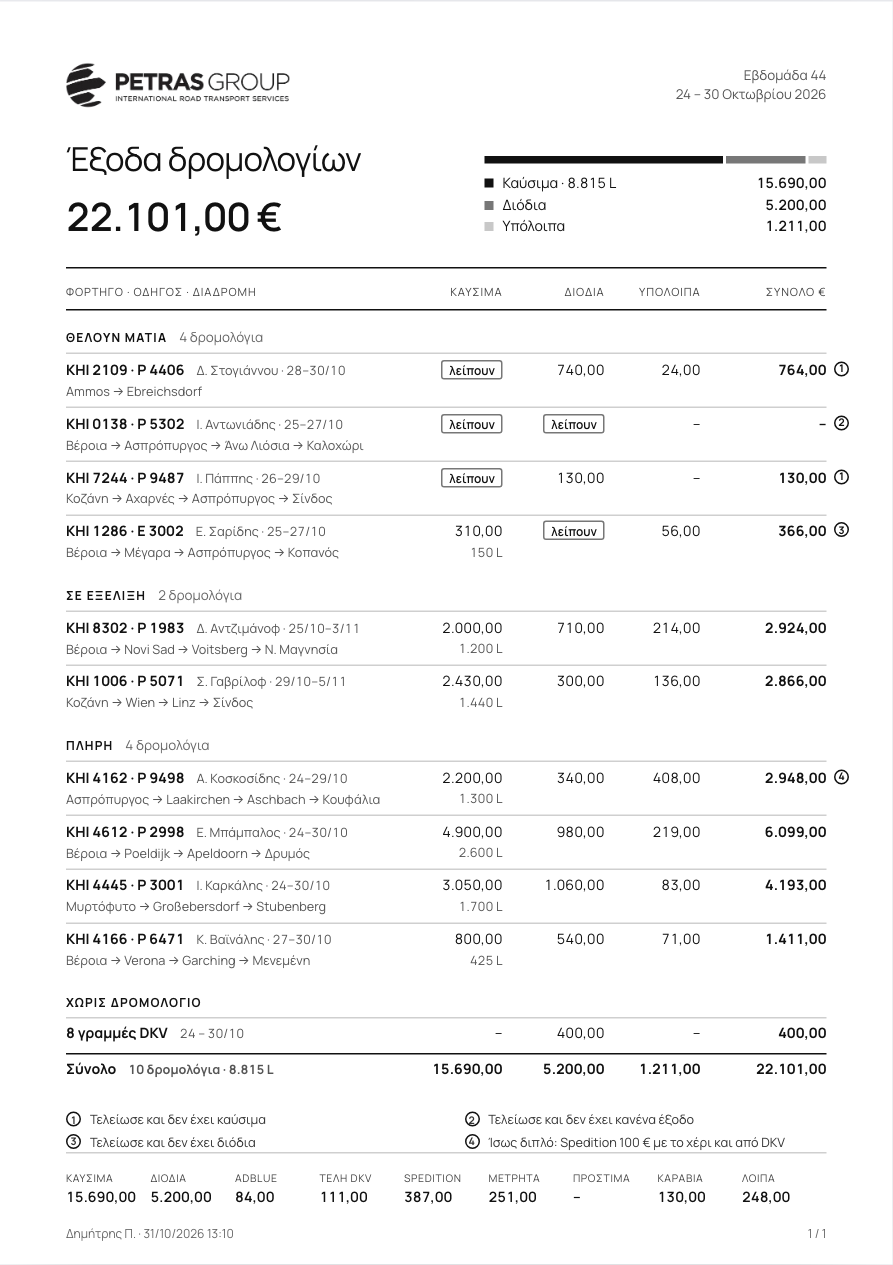 PETRAS GROUP
INTERNATIONAL ROAD TRANSPORT SERVICES
Εβδομάδα 44
24 – 30 Οκτωβρίου 2026
Έξοδα δρομολογίων
22.101,00 €
Καύσιμα · 8.815 L 15.690,00
Διόδια 5.200,00
Υπόλοιπα 1.211,00
ΦΟΡΤΗΓΟ · ΟΔΗΓΟΣ · ΔΙΑΔΡΟΜΗ ΚΑΥΣΙΜΑ ΔΙΟΔΙΑ ΥΠΟΛΟΙΠΑ ΣΥΝΟΛΟ €
ΘΕΛΟΥΝ ΜΑΤΙΑ 4 δρομολόγια
ΚΗΙ 2109 · Ρ 4406 Δ. Στογιάννου · 28–30/10 λείπουν 740,00 24,00 764,00 ①
Ammos → Ebreichsdorf
ΚΗΙ 0138 · Ρ 5302 Ι. Αντωνιάδης · 25–27/10 λείπουν λείπουν – – ②
Βέροια → Ασπρόπυργος → Άνω Λιόσια → Καλοχώρι
ΚΗΙ 7244 · Ρ 9487 Ι. Πάππης · 26–29/10 λείπουν 130,00 – 130,00 ①
Κοζάνη → Αχαρνές → Ασπρόπυργος → Σίνδος
ΚΗΙ 1286 · Ε 3002 Ε. Σαρίδης · 25–27/10 310,00 λείπουν 56,00 366,00 ③
Βέροια → Μέγαρα → Ασπρόπυργος → Κοπανός 150 L
ΣΕ ΕΞΕΛΙΞΗ 2 δρομολόγια
ΚΗΙ 8302 · Ρ 1983 Δ. Αντζιμάνοφ · 25/10–3/11 2.000,00 710,00 214,00 2.924,00
Βέροια → Novi Sad → Voitsberg → Ν. Μαγνησία 1.200 L
ΚΗΙ 1006 · Ρ 5071 Σ. Γαβρίλοφ · 29/10–5/11 2.430,00 300,00 136,00 2.866,00
Κοζάνη → Wien → Linz → Σίνδος 1.440 L
ΠΛΗΡΗ 4 δρομολόγια
ΚΗΙ 4162 · Ρ 9498 Α. Κοσκοσίδης · 24–29/10 2.200,00 340,00 408,00 2.948,00 ④
Ασπρόπυργος → Laakirchen → Aschbach → Κουφάλια 1.300 L
ΚΗΙ 4612 · Ρ 2998 Ε. Μπάμπαλος · 24–30/10 4.900,00 980,00 219,00 6.099,00
Βέροια → Poeldijk → Apeldoorn → Δρυμός 2.600 L
ΚΗΙ 4445 · Ρ 3001 Ι. Καρκάλης · 24–30/10 3.050,00 1.060,00 83,00 4.193,00
Μυρτόφυτο → Großebersdorf → Stubenberg 1.700 L
ΚΗΙ 4166 · Ρ 6471 Κ. Βαϊνάλης · 27–30/10 800,00 540,00 71,00 1.411,00
Βέροια → Verona → Garching → Μενεμένη 425 L
ΧΩΡΙΣ ΔΡΟΜΟΛΟΓΙΟ
8 γραμμές DKV 24 – 30/10 – 400,00 – 400,00
Σύνολο 10 δρομολόγια · 8.815 L 15.690,00 5.200,00 1.211,00 22.101,00
① Τελείωσε και δεν έχει καύσιμα ② Τελείωσε και δεν έχει κανένα έξοδο
③ Τελείωσε και δεν έχει διόδια ④ Ίσως διπλό: Spedition 100 € με το χέρι και από DKV
ΚΑΥΣΙΜΑ ΔΙΟΔΙΑ ADBLUE ΤΕΛΗ DKV SPEDITION ΜΕΤΡΗΤΑ ΠΡΟΣΤΙΜΑ ΚΑΡΑΒΙΑ ΛΟΙΠΑ
15.690,00 5.200,00 84,00 111,00 387,00 251,00 – 130,00 248,00
Δημήτρης Π. · 31/10/2026 13:10 1 / 1